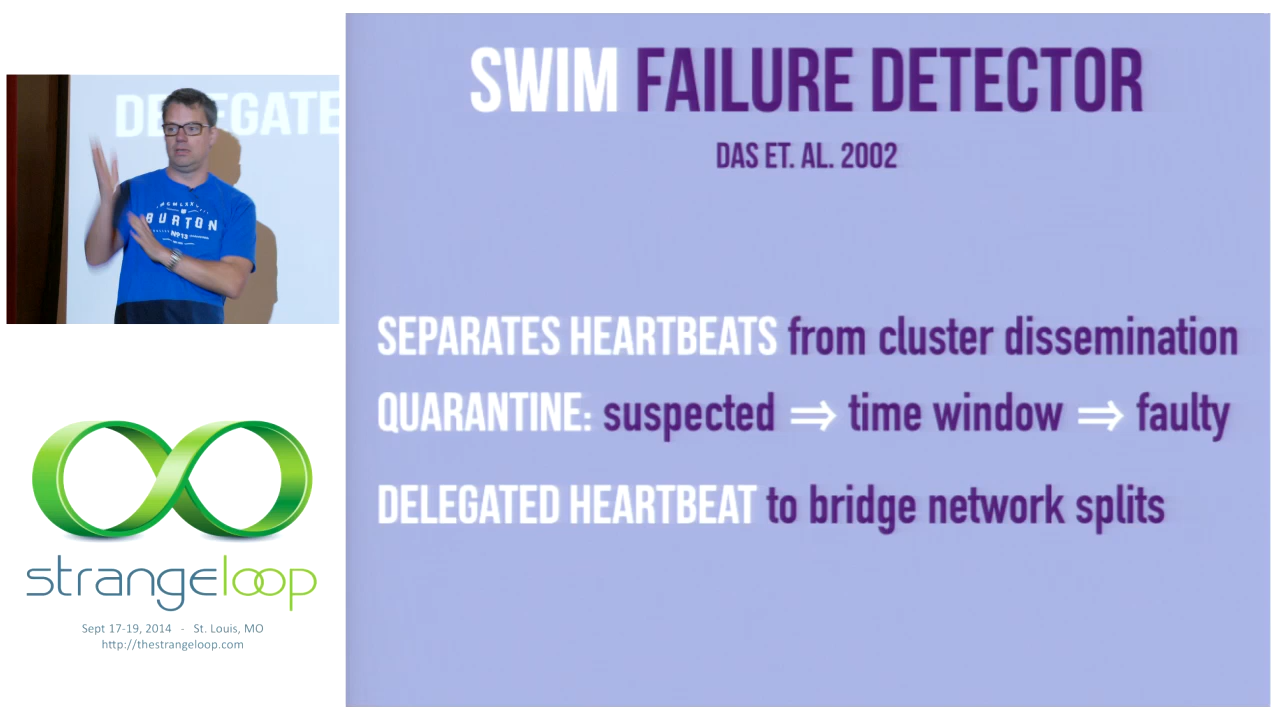 SWIM FAILURE DETECTOR
DAS ET. AL. 2002
SEPARATES HEARTBEATS from cluster dissemination
QUARANTINE: suspected ⇒ time window ⇒ faulty
DELEGATED HEARTBEAT to bridge network splits
DELEGATE
BURTON
Nº13
strangeloop
Sept 17-19, 2014 - St. Louis, MO
http://thestrangeloop.com